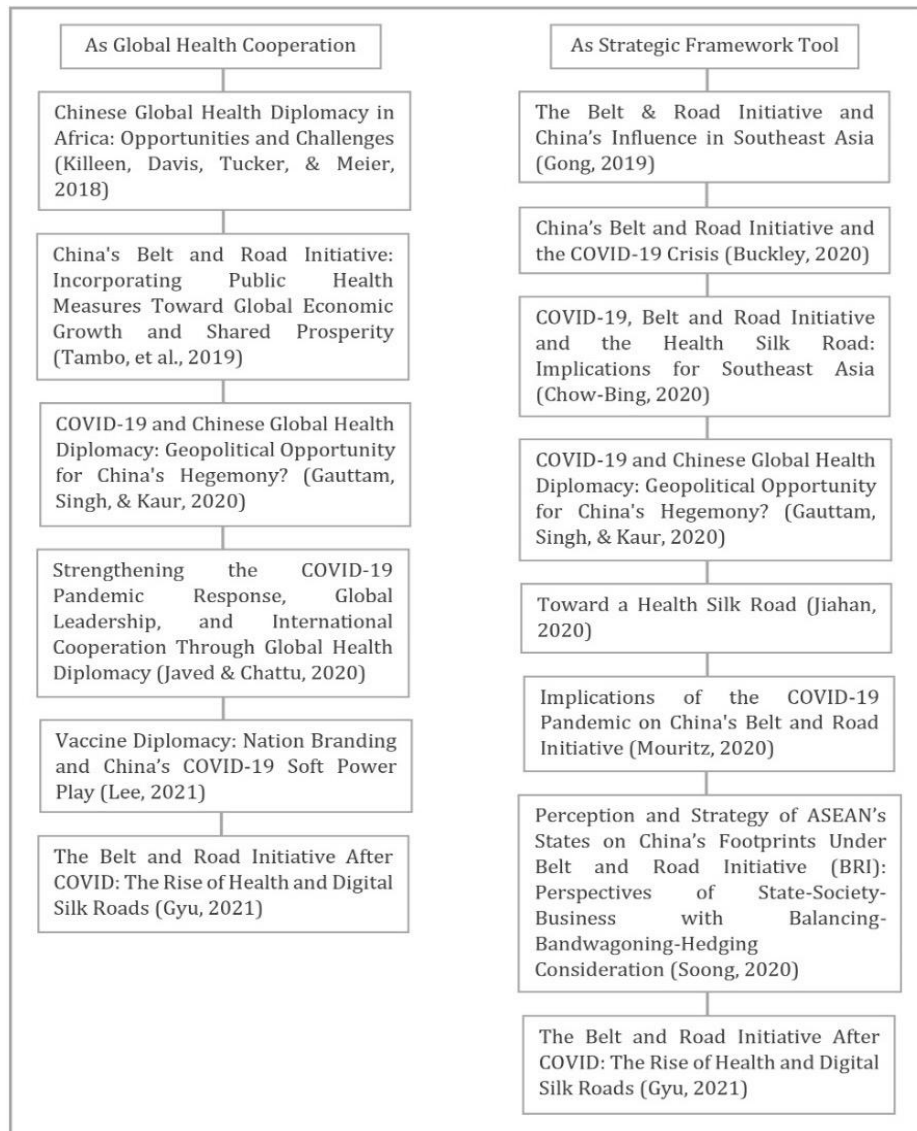 As Global Health Cooperation
Chinese Global Health Diplomacy in
Africa: Opportunities and Challenges
(Killeen, Davis, Tucker, & Meier,
2018)
China's Belt and Road Initiative:
Incorporating Public Health
Measures Toward Global Economic
Growth and Shared Prosperity
(Tambo, et al., 2019)
COVID-19 and Chinese Global Health
Diplomacy: Geopolitical Opportunity
for China's Hegemony? (Gauttam,
Singh, & Kaur, 2020)
Strengthening the COVID-19
Pandemic Response, Global
Leadership, and International
Cooperation Through Global Health
Diplomacy (Javed & Chattu, 2020)
Vaccine Diplomacy: Nation Branding
and China’s COVID-19 Soft Power
Play (Lee, 2021)
The Belt and Road Initiative After
COVID: The Rise of Health and Digital
Silk Roads (Gyu, 2021)
As Strategic Framework Tool
The Belt & Road Initiative and
China’s Influence in Southeast Asia
(Gong, 2019)
China’s Belt and Road Initiative and
the COVID-19 Crisis (Buckley, 2020)
COVID-19, Belt and Road Initiative
and the Health Silk Road:
Implications for Southeast Asia
(Chow-Bing, 2020)
COVID-19 and Chinese Global Health
Diplomacy: Geopolitical Opportunity
for China's Hegemony? (Gauttam,
Singh, & Kaur, 2020)
Toward a Health Silk Road (Jiahan,
2020)
Implications of the COVID-19
Pandemic on China's Belt and Road
Initiative (Mouritz, 2020)
Perception and Strategy of ASEAN’s
States on China’s Footprints Under
Belt and Road Initiative (BRI):
Perspectives of State-Society-
Business with Balancing-
Bandwagoning-Hedging
Consideration (Soong, 2020)
The Belt and Road Initiative After
COVID: The Rise of Health and Digital
Silk Roads (Gyu, 2021)